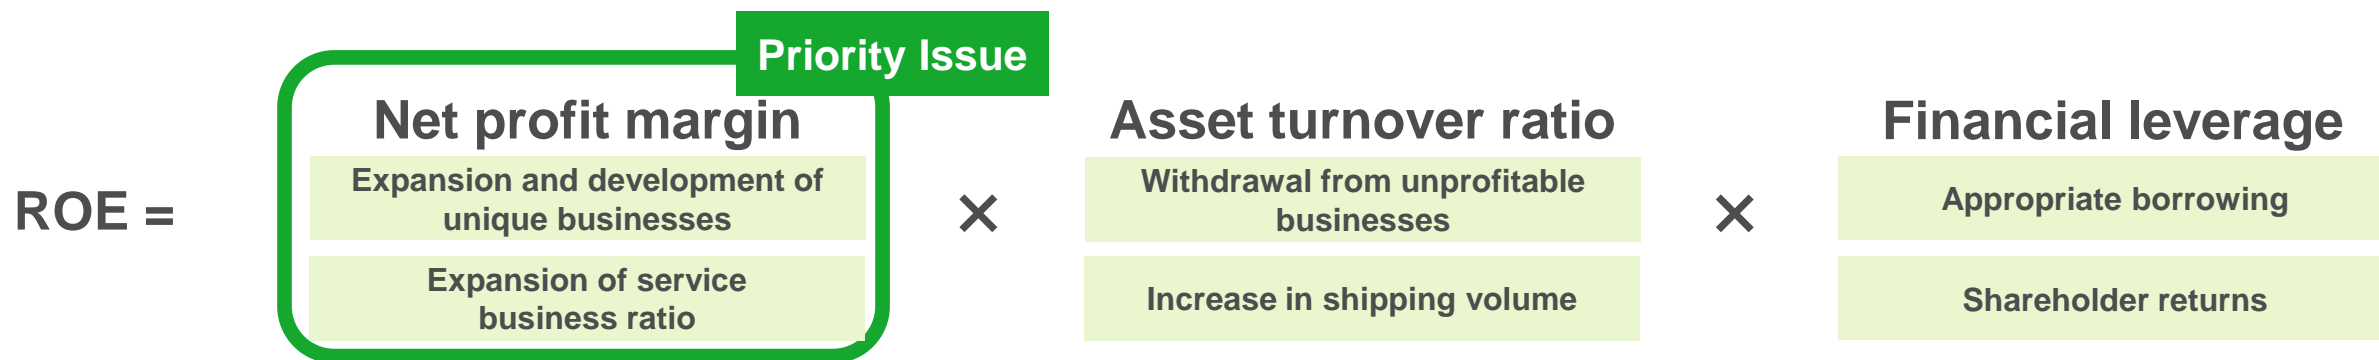 Priority Issue
ROE =
Net profit margin
Expansion and development of
unique businesses
Expansion of service
business ratio
×
Asset turnover ratio
Withdrawal from unprofitable
businesses
Increase in shipping volume
×
Financial leverage
Appropriate borrowing
Shareholder returns